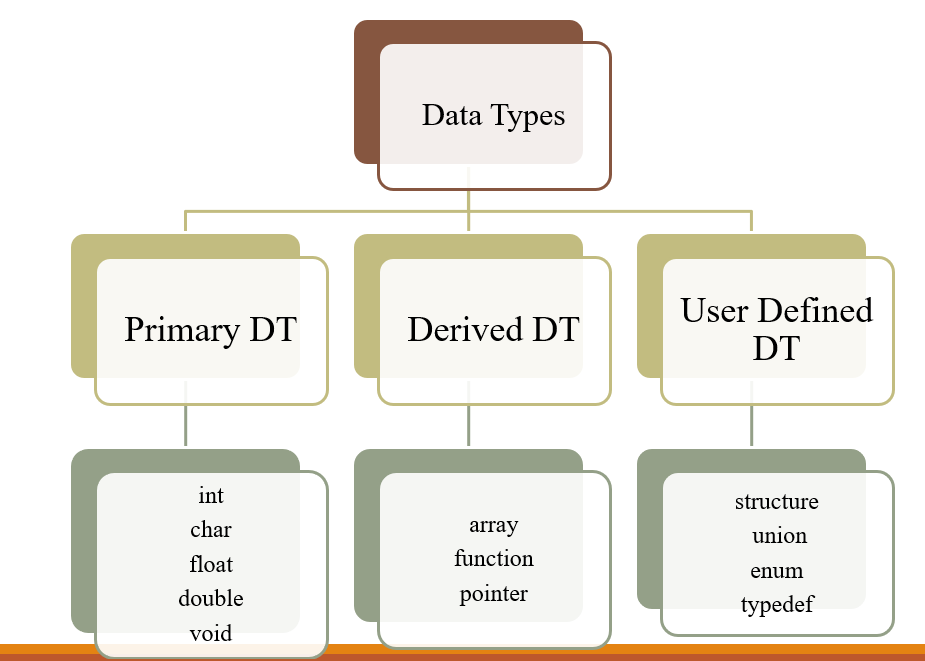 Data Types
Primary DT
Derived DT
User Defined
DT
int
char
float
double
void
array
function
pointer
structure
union
enum
typedef